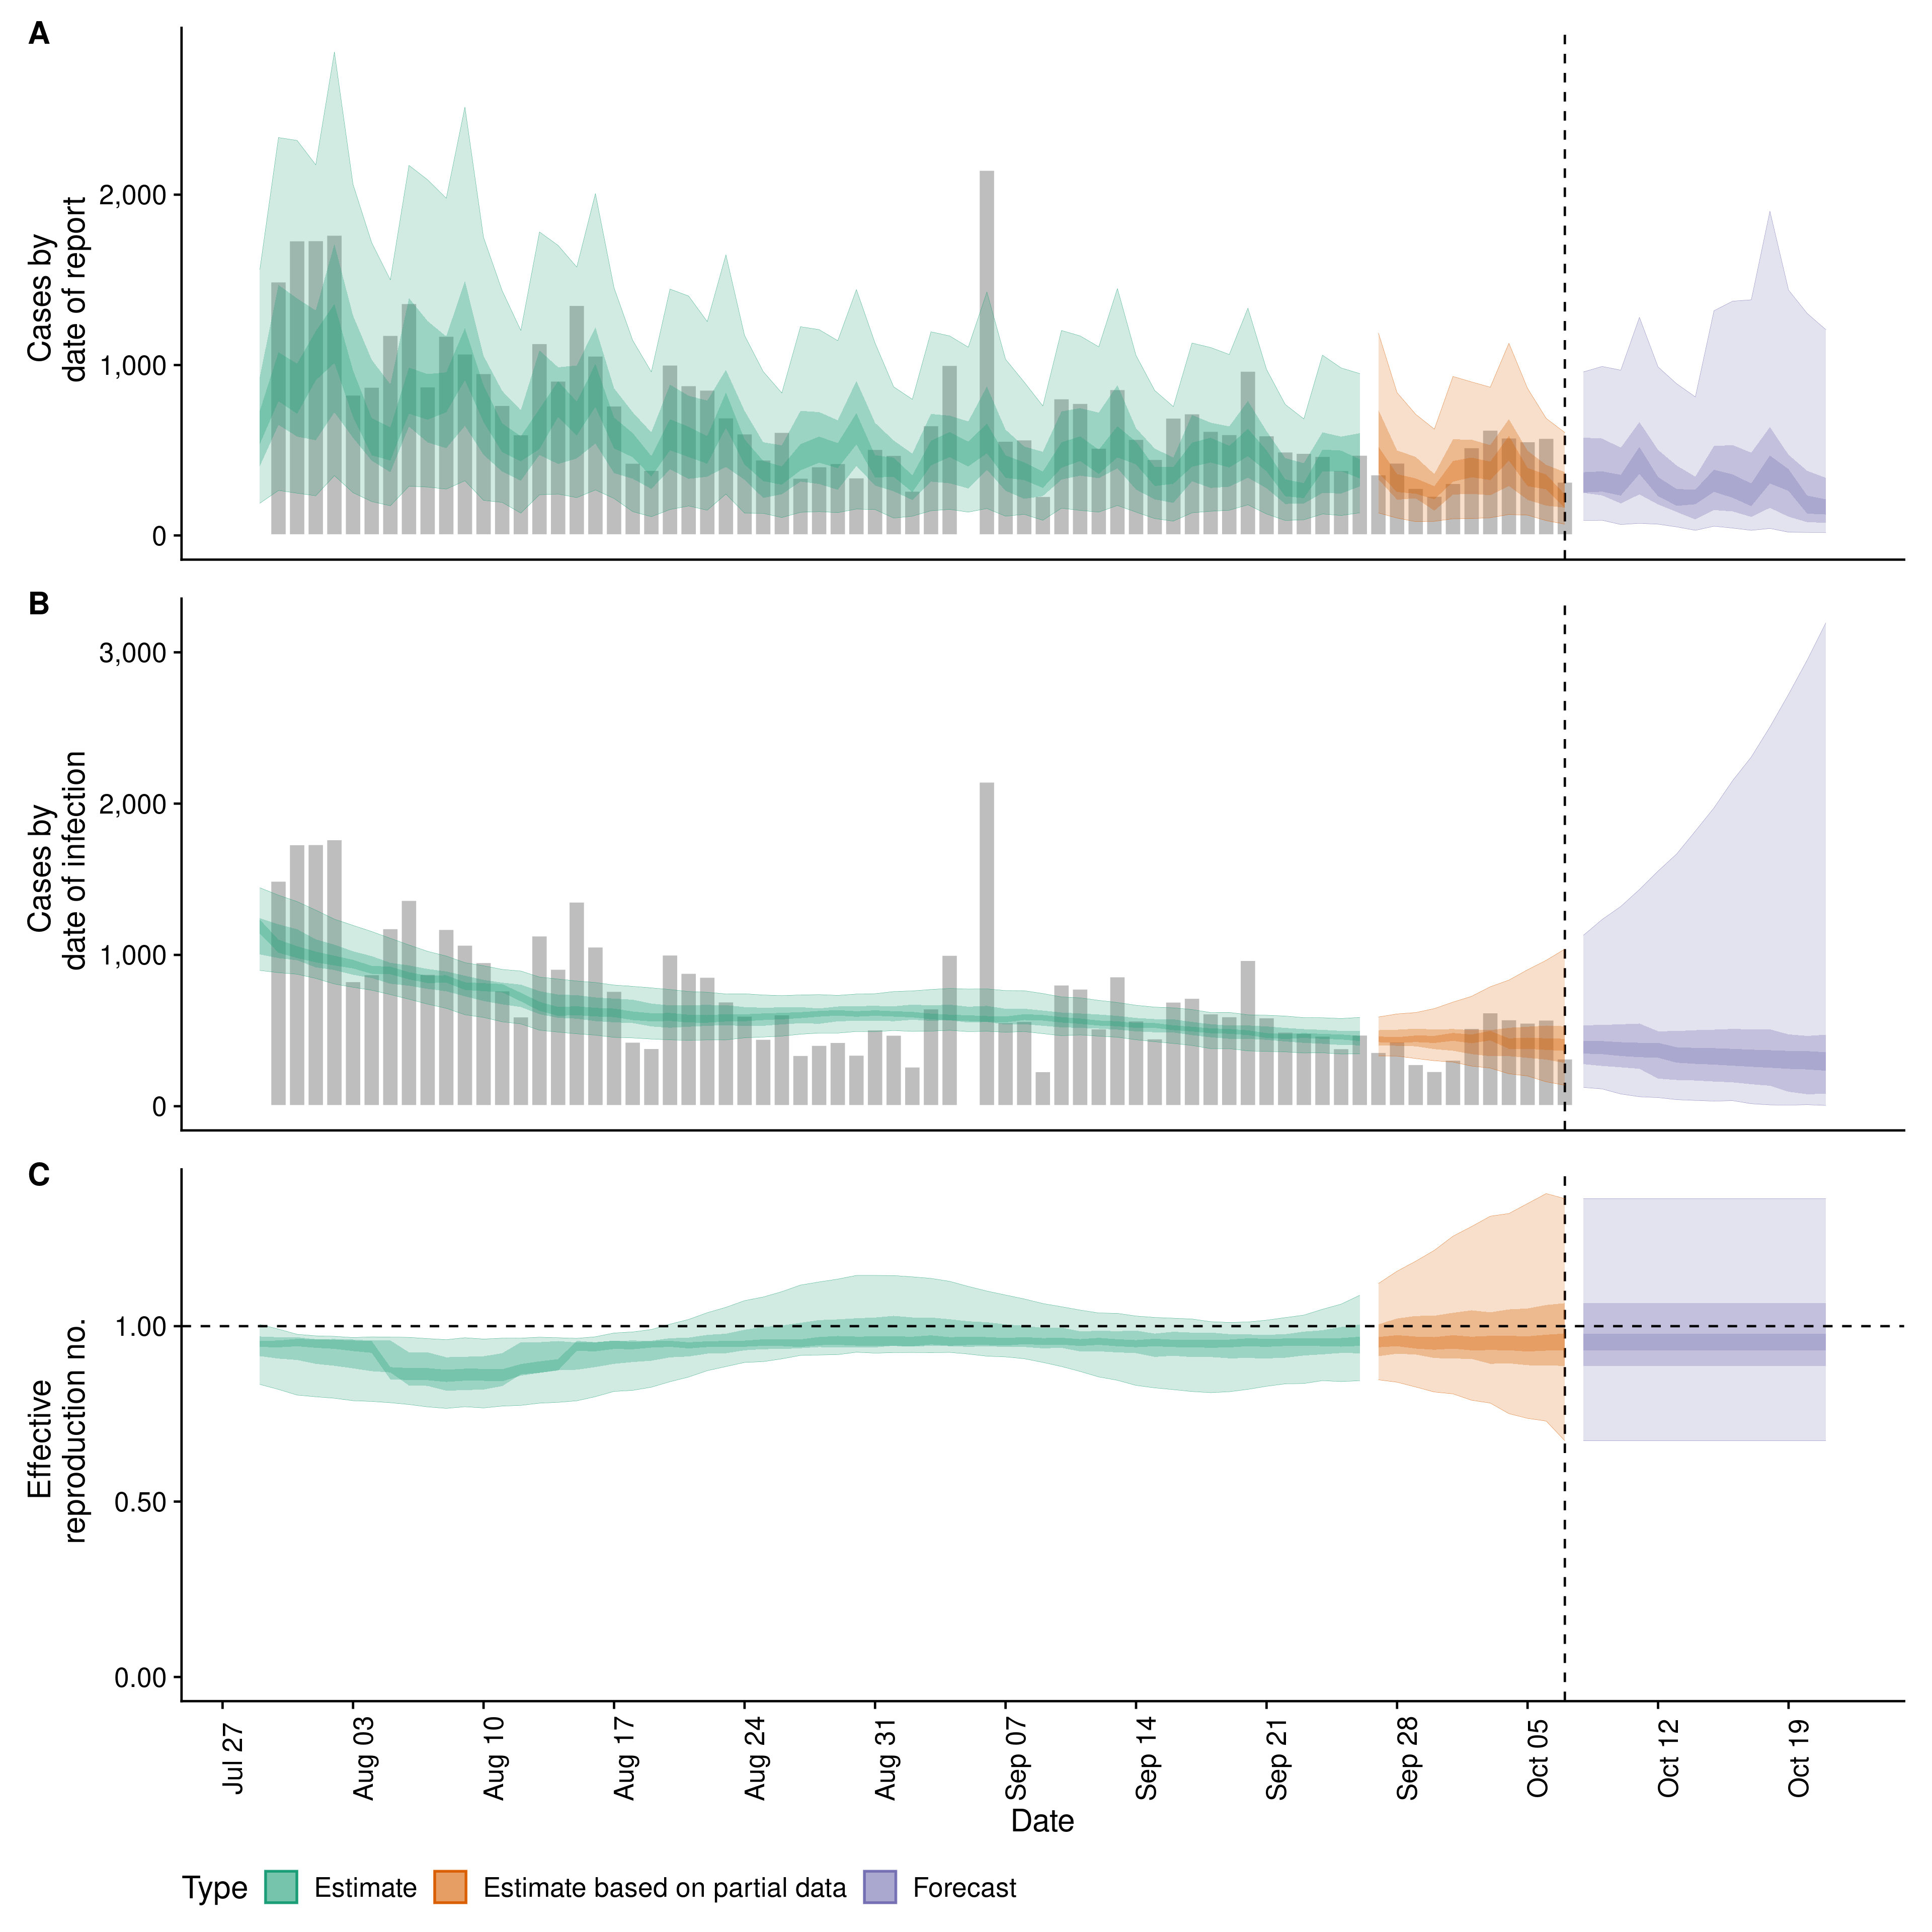 A
Cases by
date of report
2,000
1,000
0
B
Cases by
date of infection
3,000
2,000
1,000
0
C
Effective
reproduction no.
1.00
0.50
0.00
Jul 27
Aug 03
Aug 10
Aug 17
Aug 24
Aug 31
Sep 07
Sep 14
Sep 21
Sep 28
Oct 05
Oct 12
Oct 19
Date
Type Estimate Estimate based on partial data Forecast